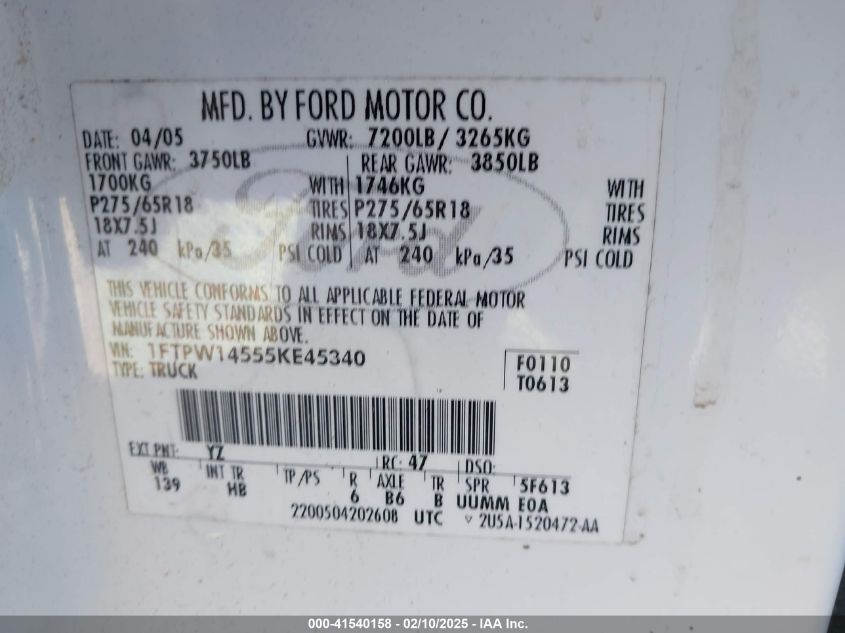 MFD. BY FORD MOTOR CO.
DATE: 04/05 GVWR: 7200LB / 3265KG
FRONT GAWR: 3750LB REAR GAWR: 3850LB
1700KG WITH 1746KG WITH
P275/65R18 TIRES P275/65R18 TIRES
18X7.5J RIMS 18X7.5J RIMS
AT 240 kPa/35 PSI COLD AT 240 kPa/35 PSI COLD
Ford
THIS VEHICLE CONFORMS TO ALL APPLICABLE FEDERAL MOTOR
VEHICLE SAFETY STANDARDS IN EFFECT ON THE DATE OF
MANUFACTURE SHOWN ABOVE.
VIN: 1FTPW14555KE45340 F0110
TYPE: TRUCK T0613
EXT PNT: YZ RC: 47 DSO:
WB INT TR TP/PS R AXLE TR SPR 5F613
139 HB 6 B6 B UUMM E0A
2200504202608 UTC v 2U5A-1520472-AA
000-41540158 - 02/10/2025 - IAA Inc.